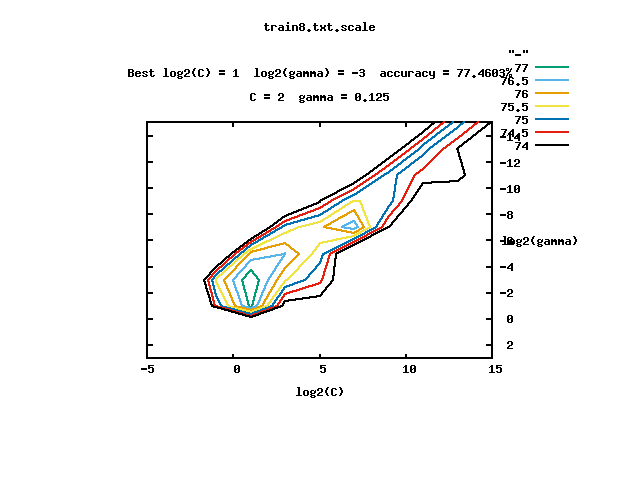 train8.txt.scale
"-"
Best log2(C) = 1 log2(gamma) = -3 accuracy = 77.4603%
77
76.5
C = 2 gamma = 0.125
76
75.5
75
74.5
-14
74
-12
-10
-8
-6
log2(gamma)
-4
-2
0
2
-5 0 5 10 15
log2(C)